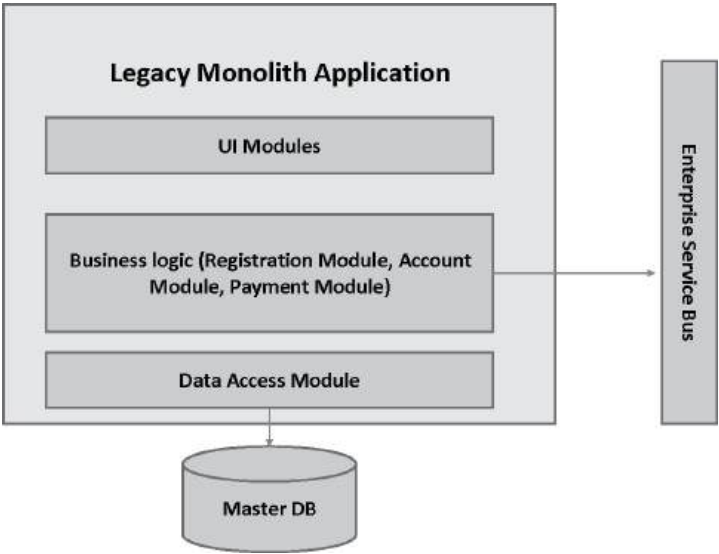 Legacy Monolith Application
UI Modules
Business logic (Registration Module, Account
Module, Payment Module)
Data Access Module
Master DB
Enterprise Service Bus